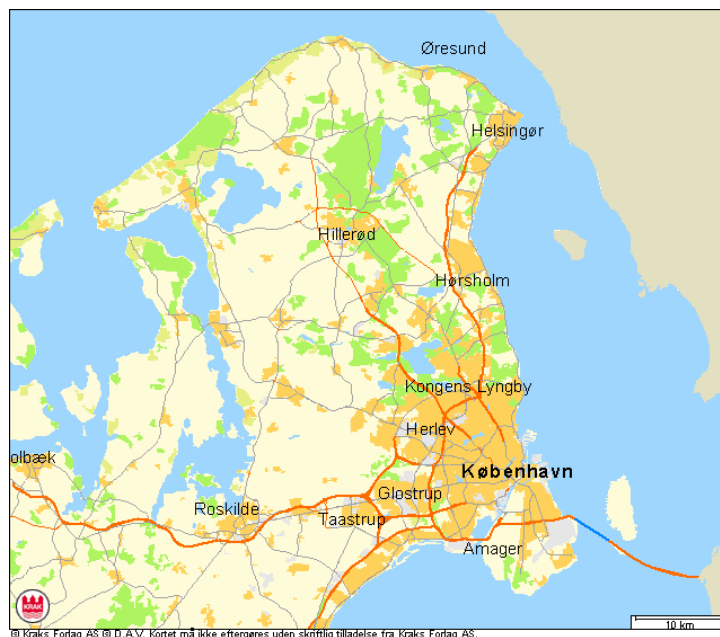 Øresund
Helsingør
Hillerød
Hørsholm
Kongens Lyngby
Herlev
olbæk
København
Glostrup
Roskilde
Taastrup
Amager
KRAK
10 km
© Kraks Forlag AS © D.A.V. Kortet må ikke eftergøres uden skriftlig tilladelse fra Kraks Forlag AS.